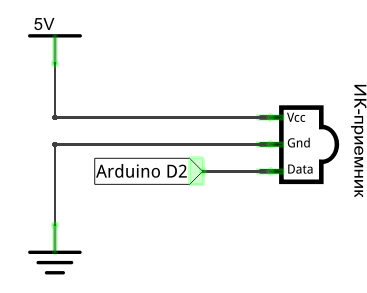 5V
Vcc
Gnd
Arduino D2
Data
ИК-приемник